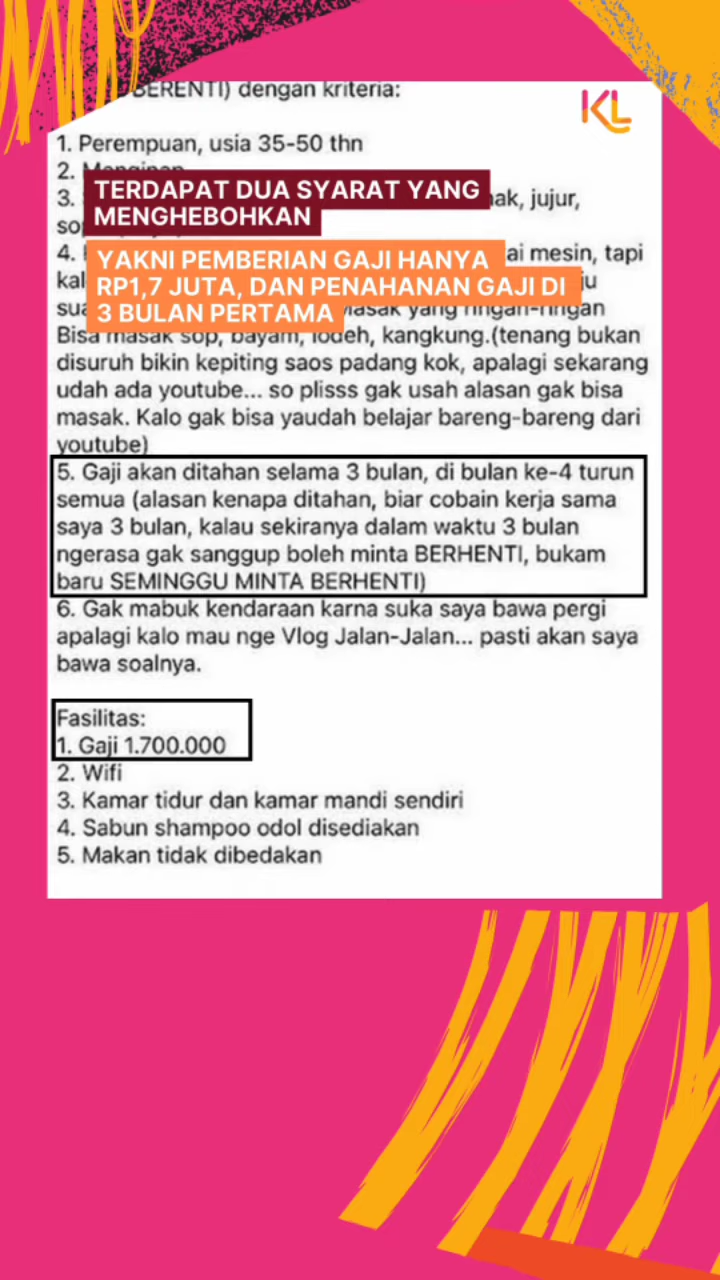 BERENTI) dengan kriteria:
KL
1. Perempuan, usia 35-50 thn
2. Menginap
3.
TERDAPAT DUA SYARAT YANG
MENGHEBOHKAN
jujur,
4.
YAKNI PEMBERIAN GAJI HANYA
RP1,7 JUTA, DAN PENAHANAN GAJI DI
3 BULAN PERTAMA
mesin, tapi
Masak yang ringan-ringan
Bisa masak sop, bayam, lodeh, kangkung.(tenang bukan
disuruh bikin kepiting saos padang kok, apalagi sekarang
udah ada youtube... so plisss gak usah alasan gak bisa
masak. Kalo gak bisa yaudah belajar bareng-bareng dari
youtube)
5. Gaji akan ditahan selama 3 bulan, di bulan ke-4 turun
semua (alasan kenapa ditahan, biar cobain kerja sama
saya 3 bulan, kalau sekiranya dalam waktu 3 bulan
ngerasa gak sanggup boleh minta BERHENTI, bukam
baru SEMINGGU MINTA BERHENTI)
6. Gak mabuk kendaraan karna suka saya bawa pergi
apalagi kalo mau nge Vlog Jalan-Jalan... pasti akan saya
bawa soalnya.
Fasilitas:
1. Gaji 1.700.000
2. Wifi
3. Kamar tidur dan kamar mandi sendiri
4. Sabun shampoo odol disediakan
5. Makan tidak dibedakan